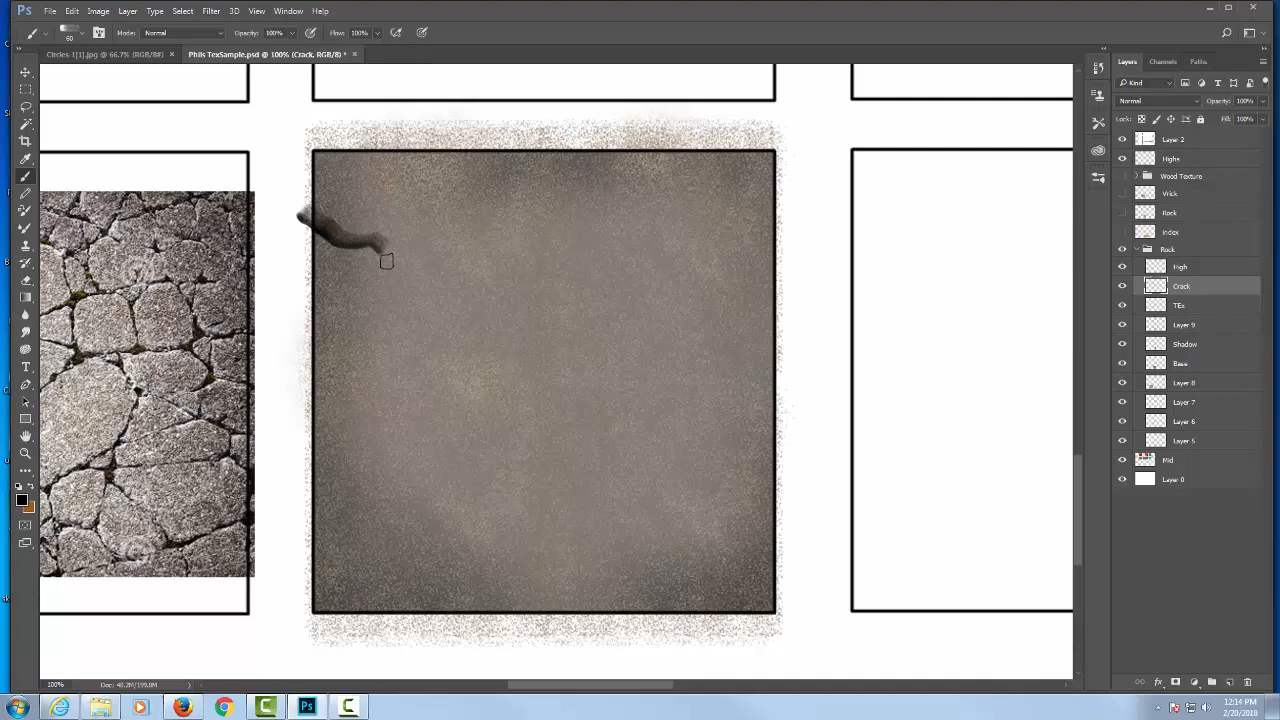 Ps File Edit Image Layer Type Select Filter 3D View Window Help
60 Mode: Normal Opacity: 100% Flow: 100%
Circles 1[1].jpg @ 66.7% (RGB/8#) × Phils TexSample.psd @ 100% (Crack, RGB/8) * ×
Layers Channels Paths
Kind
Normal Opacity: 100%
Lock: Fill: 100%
Layer 2
Highs
Wood Texture
Vrick
Rock
Index
Rock
High
Crack
TEx
Layer 9
Shadow
Base
Layer 8
Layer 7
Layer 6
Layer 5
Mid
Layer 0
100% Doc: 48.2M/199.8M
Ps
12:14 PM
2/20/2018